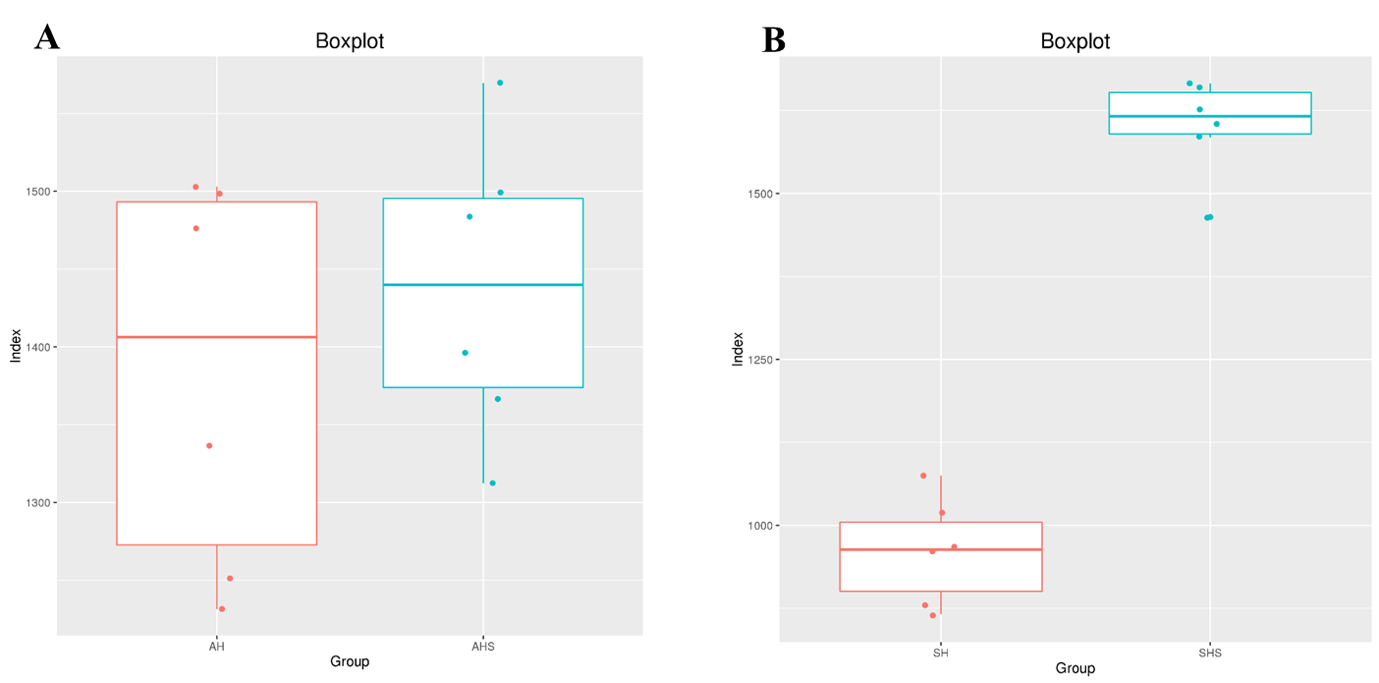 A
Boxplot
1500
1400
1300
Index
AH
AHS
Group
B
Boxplot
1500
1250
1000
Index
SH
SHS
Group